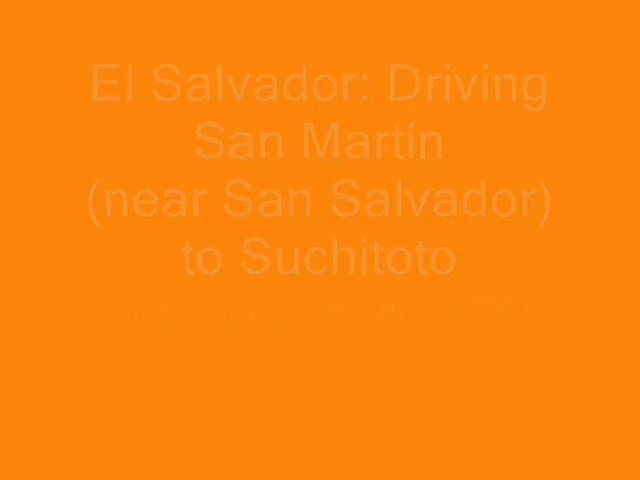 El Salvador: Driving
San Martín
(near San Salvador)
to Suchitoto